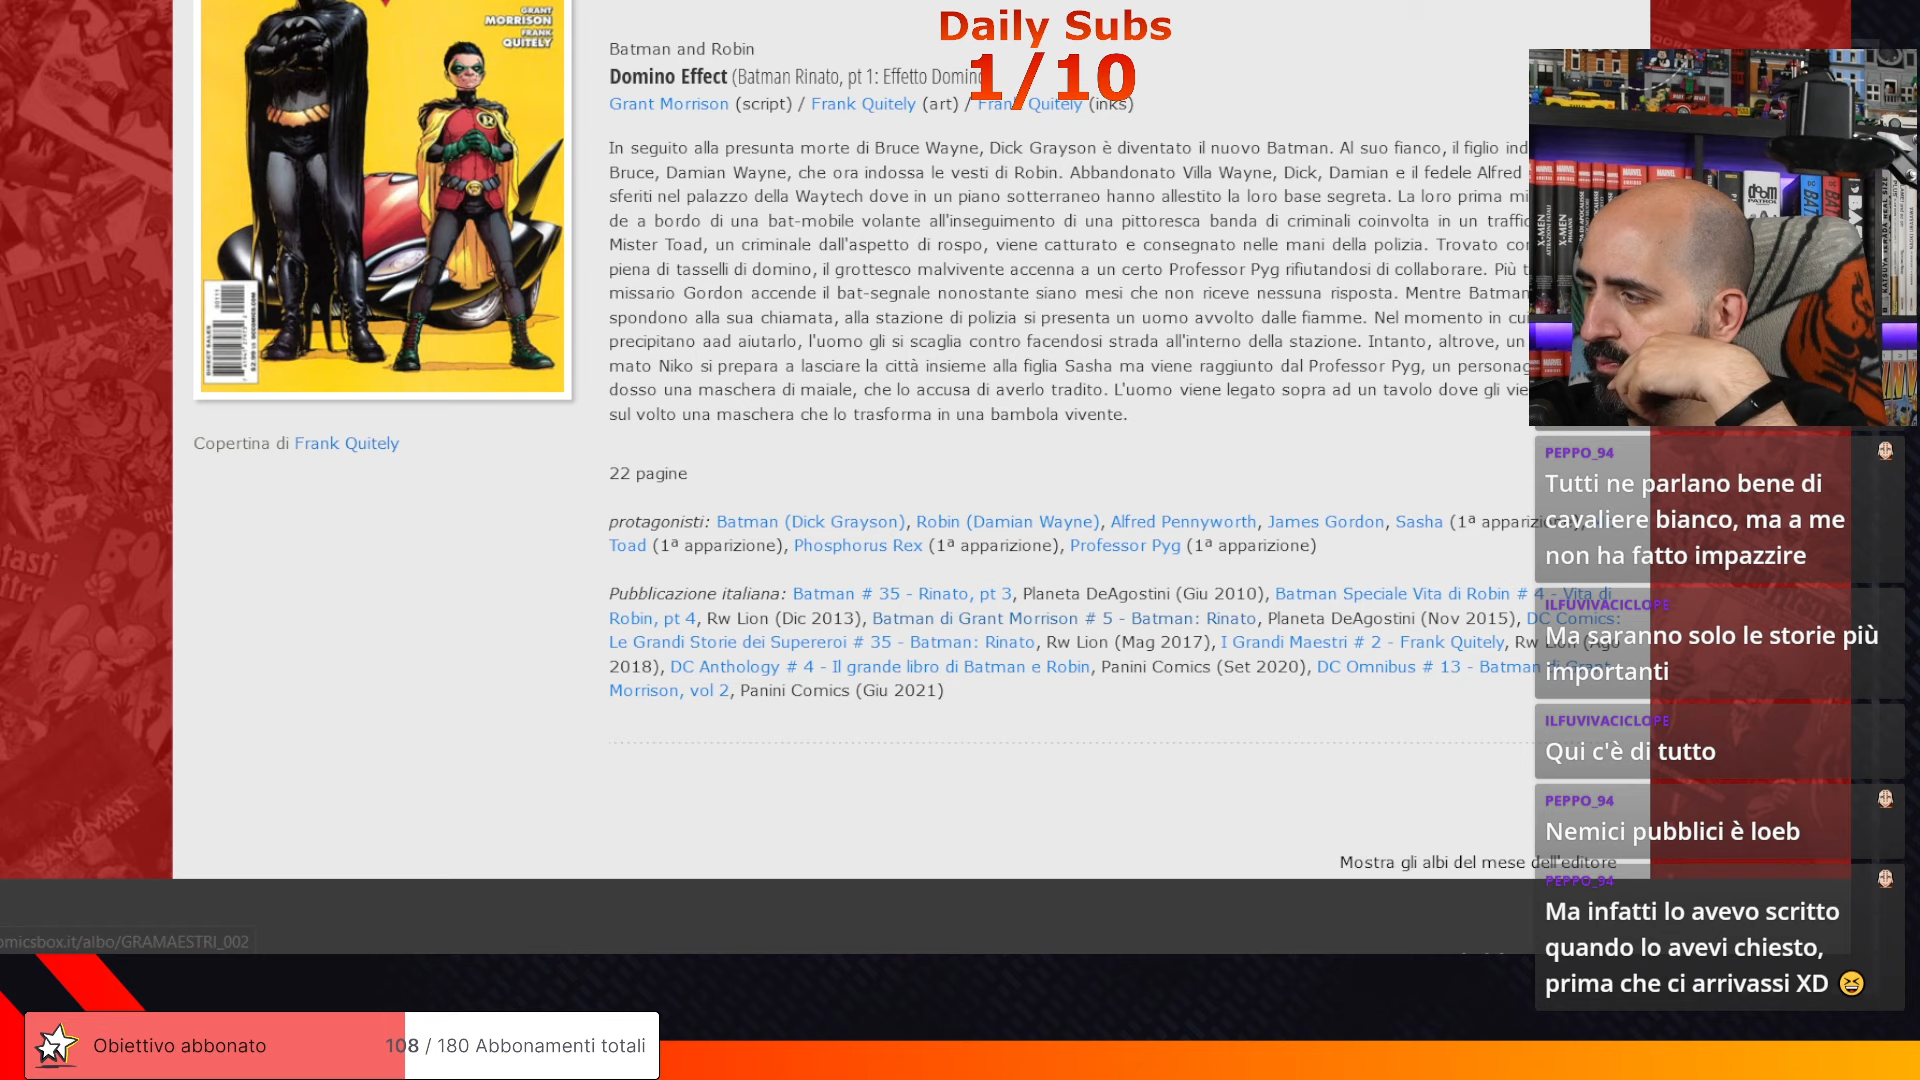 GRANT
MORRISON
FRANK
QUITELY
Daily Subs
1/10
Batman and Robin
Domino Effect (Batman Rinato, pt 1: Effetto Domino
Grant Morrison (script) / Frank Quitely (art) / Frank Quitely (inks)
In seguito alla presunta morte di Bruce Wayne, Dick Grayson è diventato il nuovo Batman. Al suo fianco, il figlio ind
Bruce, Damian Wayne, che ora indossa le vesti di Robin. Abbandonato Villa Wayne, Dick, Damian e il fedele Alfred
sferiti nel palazzo della Waytech dove in un piano sotterraneo hanno allestito la loro base segreta. La loro prima mi
de a bordo di una bat-mobile volante all'inseguimento di una pittoresca banda di criminali coinvolta in un traffic
Mister Toad, un criminale dall'aspetto di rospo, viene catturato e consegnato nelle mani della polizia. Trovato con
piena di tasselli di domino, il grottesco malvivente accenna a un certo Professor Pyg rifiutandosi di collaborare. Più t
missario Gordon accende il bat-segnale nonostante siano mesi che non riceve nessuna risposta. Mentre Batman
spondono alla sua chiamata, alla stazione di polizia si presenta un uomo avvolto dalle fiamme. Nel momento in cui
precipitano aad aiutarlo, l'uomo gli si scaglia contro facendosi strada all'interno della stazione. Intanto, altrove, un
mato Niko si prepara a lasciare la città insieme alla figlia Sasha ma viene raggiunto dal Professor Pyg, un personag
dosso una maschera di maiale, che lo accusa di averlo tradito. L'uomo viene legato sopra ad un tavolo dove gli vie
sul volto una maschera che lo trasforma in una bambola vivente.
Copertina di Frank Quitely
22 pagine
protagonisti: Batman (Dick Grayson), Robin (Damian Wayne), Alfred Pennyworth, James Gordon, Sasha (1ª apparizione),
Toad (1ª apparizione), Phosphorus Rex (1ª apparizione), Professor Pyg (1ª apparizione)
Pubblicazione italiana: Batman # 35 - Rinato, pt 3, Planeta DeAgostini (Giu 2010), Batman Speciale Vita di Robin # 4 - Vita di
Robin, pt 4, Rw Lion (Dic 2013), Batman di Grant Morrison # 5 - Batman: Rinato, Planeta DeAgostini (Nov 2015), DC Comics:
Le Grandi Storie dei Supereroi # 35 - Batman: Rinato, Rw Lion (Mag 2017), I Grandi Maestri # 2 - Frank Quitely, Rw Lion (Ago
2018), DC Anthology # 4 - Il grande libro di Batman e Robin, Panini Comics (Set 2020), DC Omnibus # 13 - Batman di Grant
Morrison, vol 2, Panini Comics (Giu 2021)
Mostra gli albi del mese dell'editore
omicsbox.it/albo/GRAMAESTRI_002
PEPPO_94
Tutti ne parlano bene di
cavaliere bianco, ma a me
non ha fatto impazzire
ILFUVIVACICLOPE
Ma saranno solo le storie più
importanti
ILFUVIVACICLOPE
Qui c'è di tutto
PEPPO_94
Nemici pubblici è loeb
PEPPO_94
Ma infatti lo avevo scritto
quando lo avevi chiesto,
prima che ci arrivassi XD
Obiettivo abbonato
108 / 180 Abbonamenti totali
HULK
SANDMAN
X-MEN
X-MEN
DOOM
PATROL